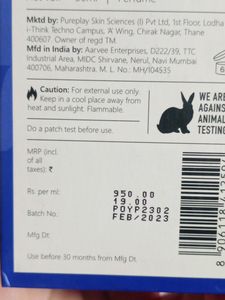 Mktd by: Pureplay Skin Sciences (I) Pvt Ltd, 1st Floor, Lodha
i-Think Techno Campus, A Wing, Chirak Nagar, Thane
400607. Owner of regd TM.
Mfd in India by: Aarvee Enterprises, D222/39, TTC
Industrial Area, MIDC Shirvane, Nerul, Navi Mumbai
400706, Maharashtra. M. L. No.: MH/104535
Caution: For external use only.
Keep in a cool place away from
heat and sunlight. Flammable.
Do a patch test before use.
WE ARE
AGAINS
ANIMAL
TESTING
MRP (incl.
of all
taxes): ₹
950.00
Rs. per ml:
19.00
Batch No.:
POYP2302
FEB/2023
Mfg Dt:
Use before 30 months from Mfg Dt.